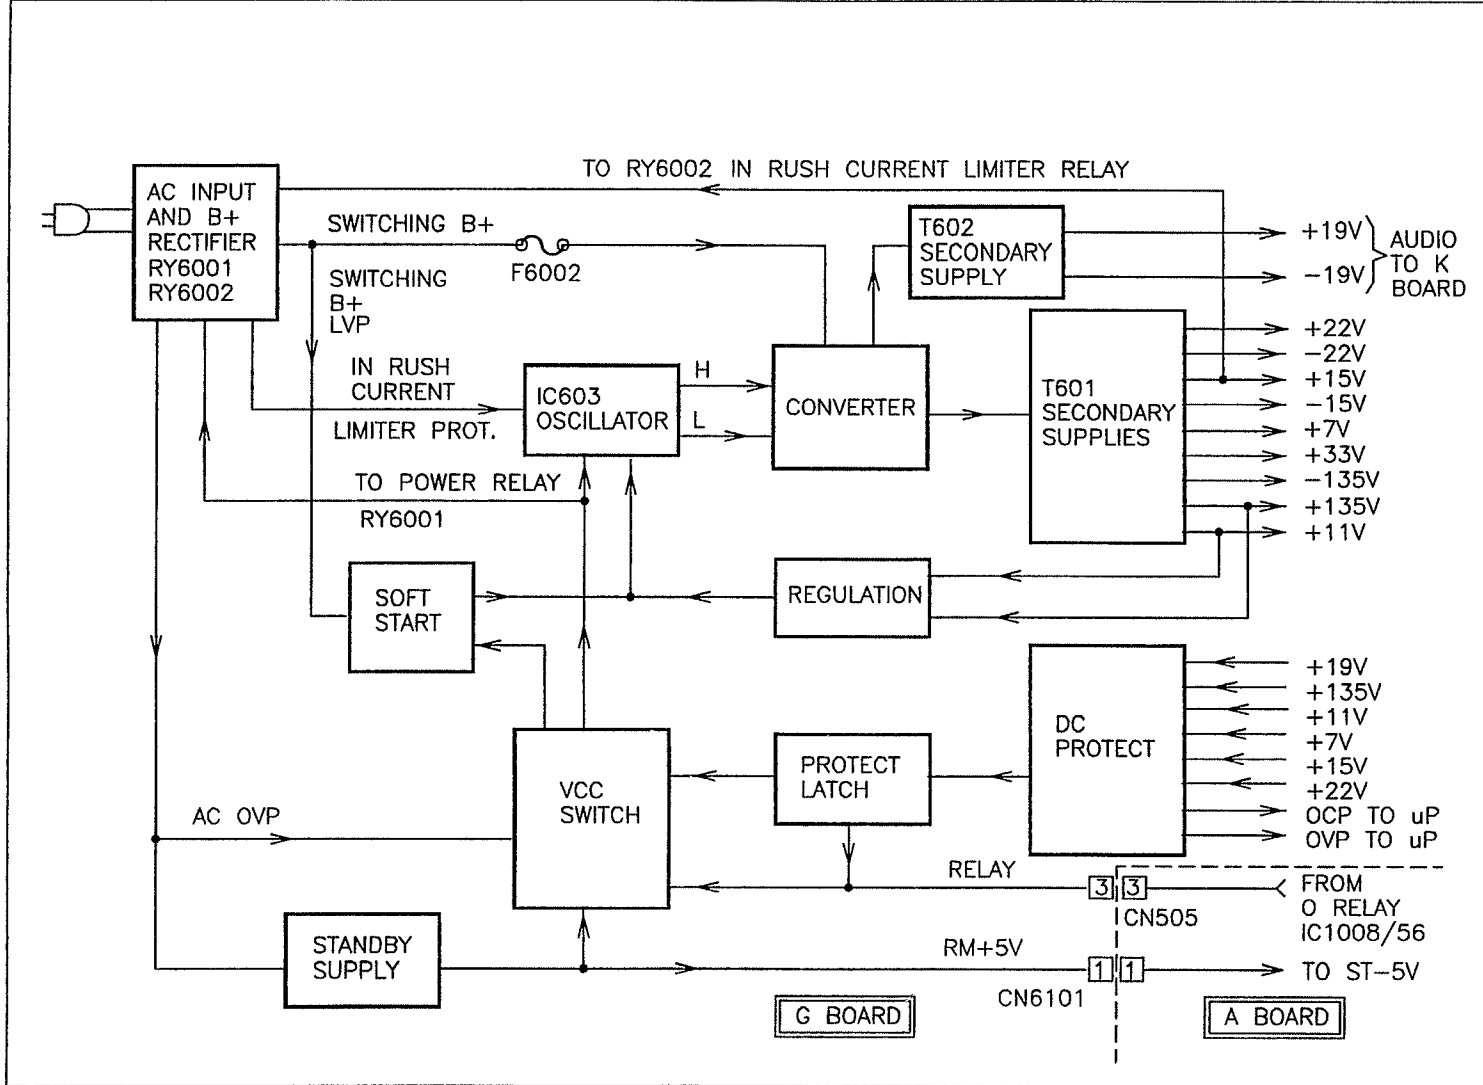 TO RY6002 IN RUSH CURRENT LIMITER RELAY
AC INPUT
AND B+
RECTIFIER
RY6001
RY6002
SWITCHING B+
F6002
SWITCHING
B+
LVP
T602
SECONDARY
SUPPLY
+19V
-19V
AUDIO
TO K
BOARD
IN RUSH
CURRENT
LIMITER PROT.
IC603
OSCILLATOR
H
L
CONVERTER
T601
SECONDARY
SUPPLIES
+22V
-22V
+15V
-15V
+7V
+33V
-135V
+135V
+11V
TO POWER RELAY
RY6001
SOFT
START
REGULATION
DC
PROTECT
+19V
+135V
+11V
+7V
+15V
+22V
OCP TO uP
OVP TO uP
VCC
SWITCH
PROTECT
LATCH
AC OVP
RELAY
3
3
CN505
FROM
O RELAY
IC1008/56
STANDBY
SUPPLY
RM+5V
1
1
CN6101
TO ST-5V
G BOARD
A BOARD